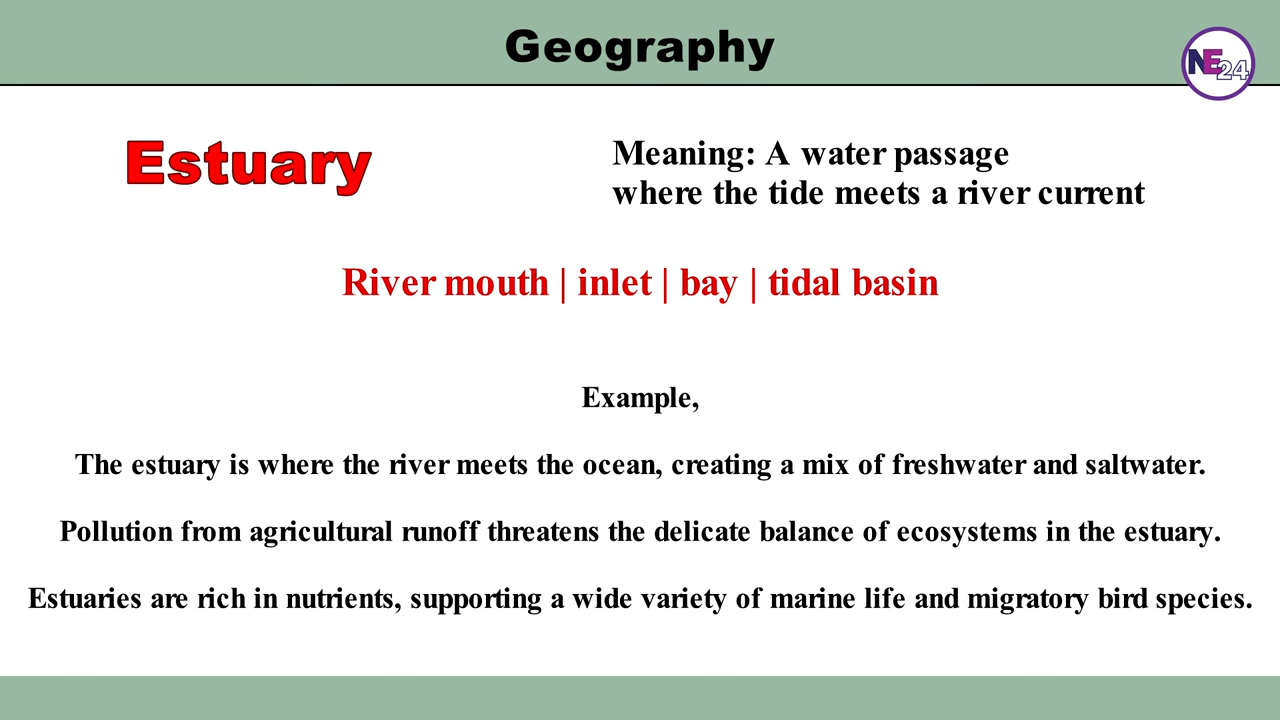 Geography
NE24
Estuary
Meaning: A water passage
where the tide meets a river current
River mouth | inlet | bay | tidal basin
Example,
The estuary is where the river meets the ocean, creating a mix of freshwater and saltwater.
Pollution from agricultural runoff threatens the delicate balance of ecosystems in the estuary.
Estuaries are rich in nutrients, supporting a wide variety of marine life and migratory bird species.